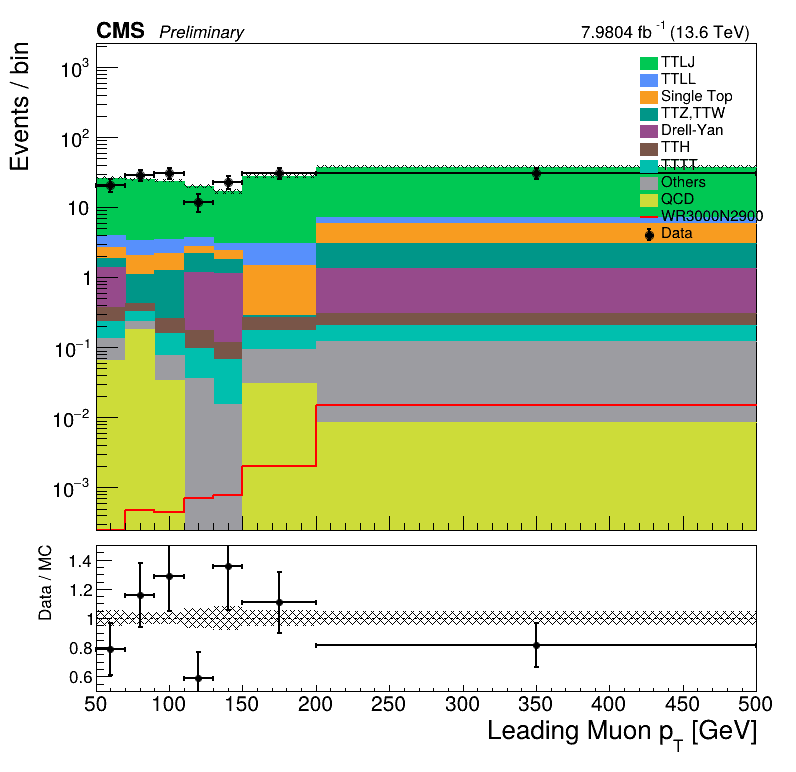 CMS Preliminary 7.9804 fb⁻¹ (13.6 TeV)
Events / bin
10³
10²
10
1
10⁻¹
10⁻²
10⁻³
TTLJ
TTLL
Single Top
TTZ,TTW
Drell-Yan
TTH
TTTT
Others
QCD
WR3000N2900
Data
Data / MC
1.4
1.2
1
0.8
0.6
50 100 150 200 250 300 350 400 450 500
Leading Muon p_T [GeV]